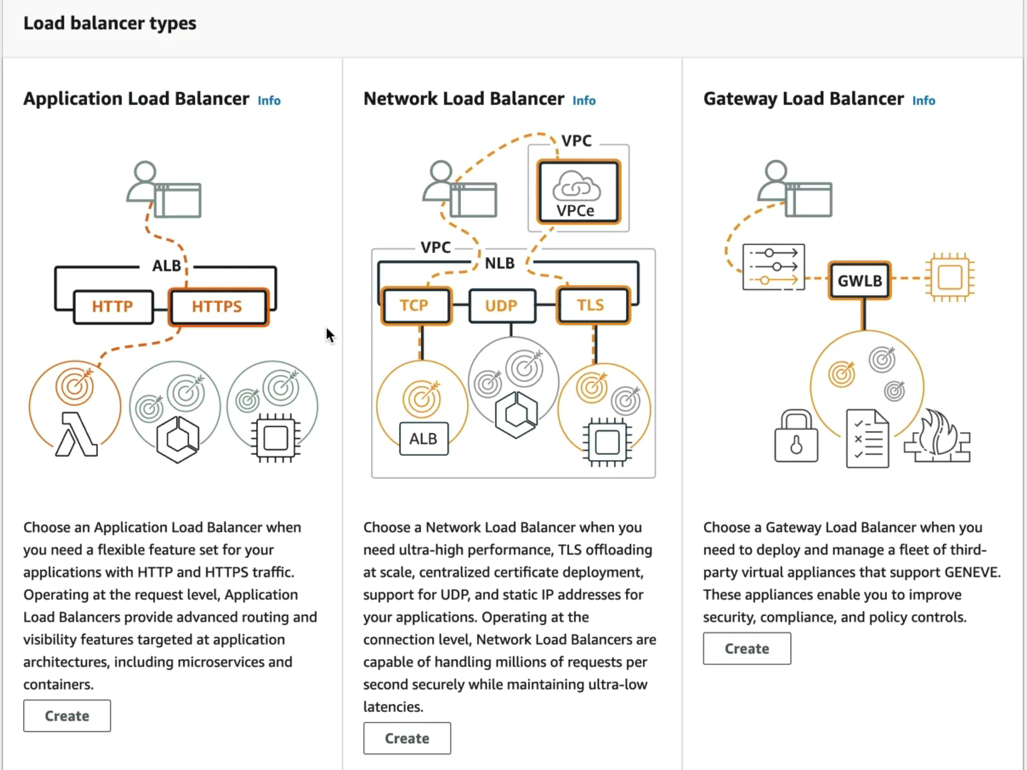 Load balancer types
Application Load Balancer Info
ALB
HTTP
HTTPS
Choose an Application Load Balancer when
you need a flexible feature set for your
applications with HTTP and HTTPS traffic.
Operating at the request level, Application
Load Balancers provide advanced routing and
visibility features targeted at application
architectures, including microservices and
containers.
Create
Network Load Balancer Info
VPC
VPCe
VPC
NLB
TCP
UDP
TLS
ALB
Choose a Network Load Balancer when you
need ultra-high performance, TLS offloading
at scale, centralized certificate deployment,
support for UDP, and static IP addresses for
your applications. Operating at the
connection level, Network Load Balancers are
capable of handling millions of requests per
second securely while maintaining ultra-low
latencies.
Create
Gateway Load Balancer Info
GWLB
Choose a Gateway Load Balancer when you
need to deploy and manage a fleet of third-
party virtual appliances that support GENEVE.
These appliances enable you to improve
security, compliance, and policy controls.
Create